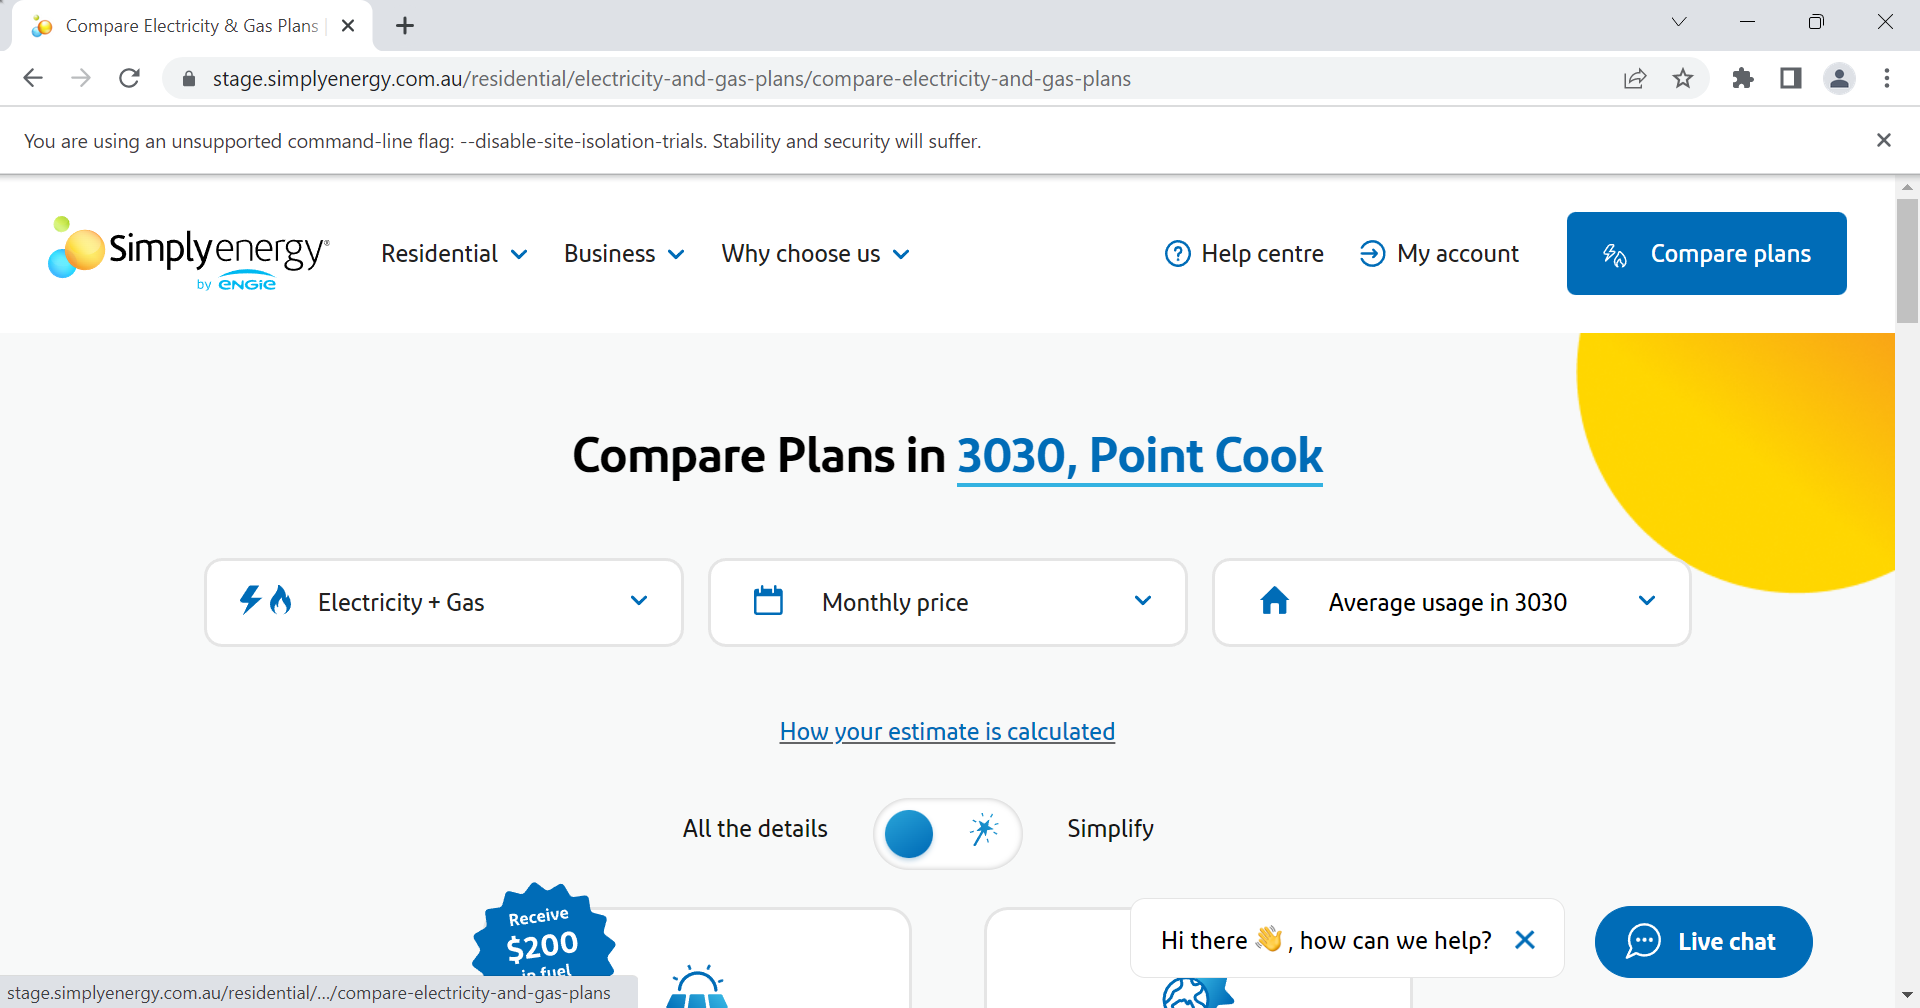 Compare Electricity & Gas Plans
stage.simplyenergy.com.au/residential/electricity-and-gas-plans/compare-electricity-and-gas-plans
You are using an unsupported command-line flag: --disable-site-isolation-trials. Stability and security will suffer.
Simplyenergy®
by ENGIE
Residential
Business
Why choose us
Help centre
My account
Compare plans
Compare Plans in 3030, Point Cook
Electricity + Gas
Monthly price
Average usage in 3030
How your estimate is calculated
All the details
Simplify
Receive
$200
in fuel
Hi there 👋 , how can we help?
Live chat
stage.simplyenergy.com.au/residential/.../compare-electricity-and-gas-plans